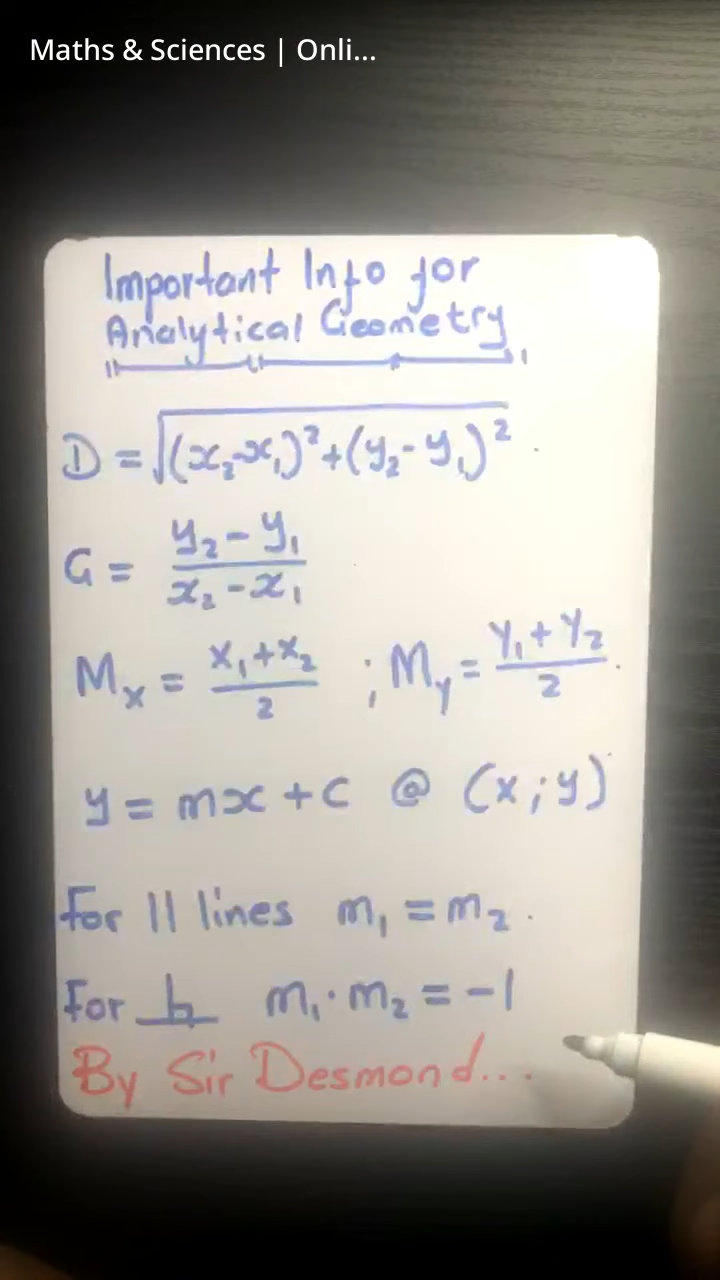 Maths & Sciences | Onli...
Important Info for
Analytical Geometry
D = √(x₂-x₁)² + (y₂-y₁)²
G = y₂ - y₁ / x₂ - x₁
Mx = x₁ + x₂ / 2 ; My = Y₁ + Y₂ / 2
y = mx + c @ (x ; y)
For || lines m₁ = m₂.
For ⊥ m₁ · m₂ = -1
By Sir Desmond...